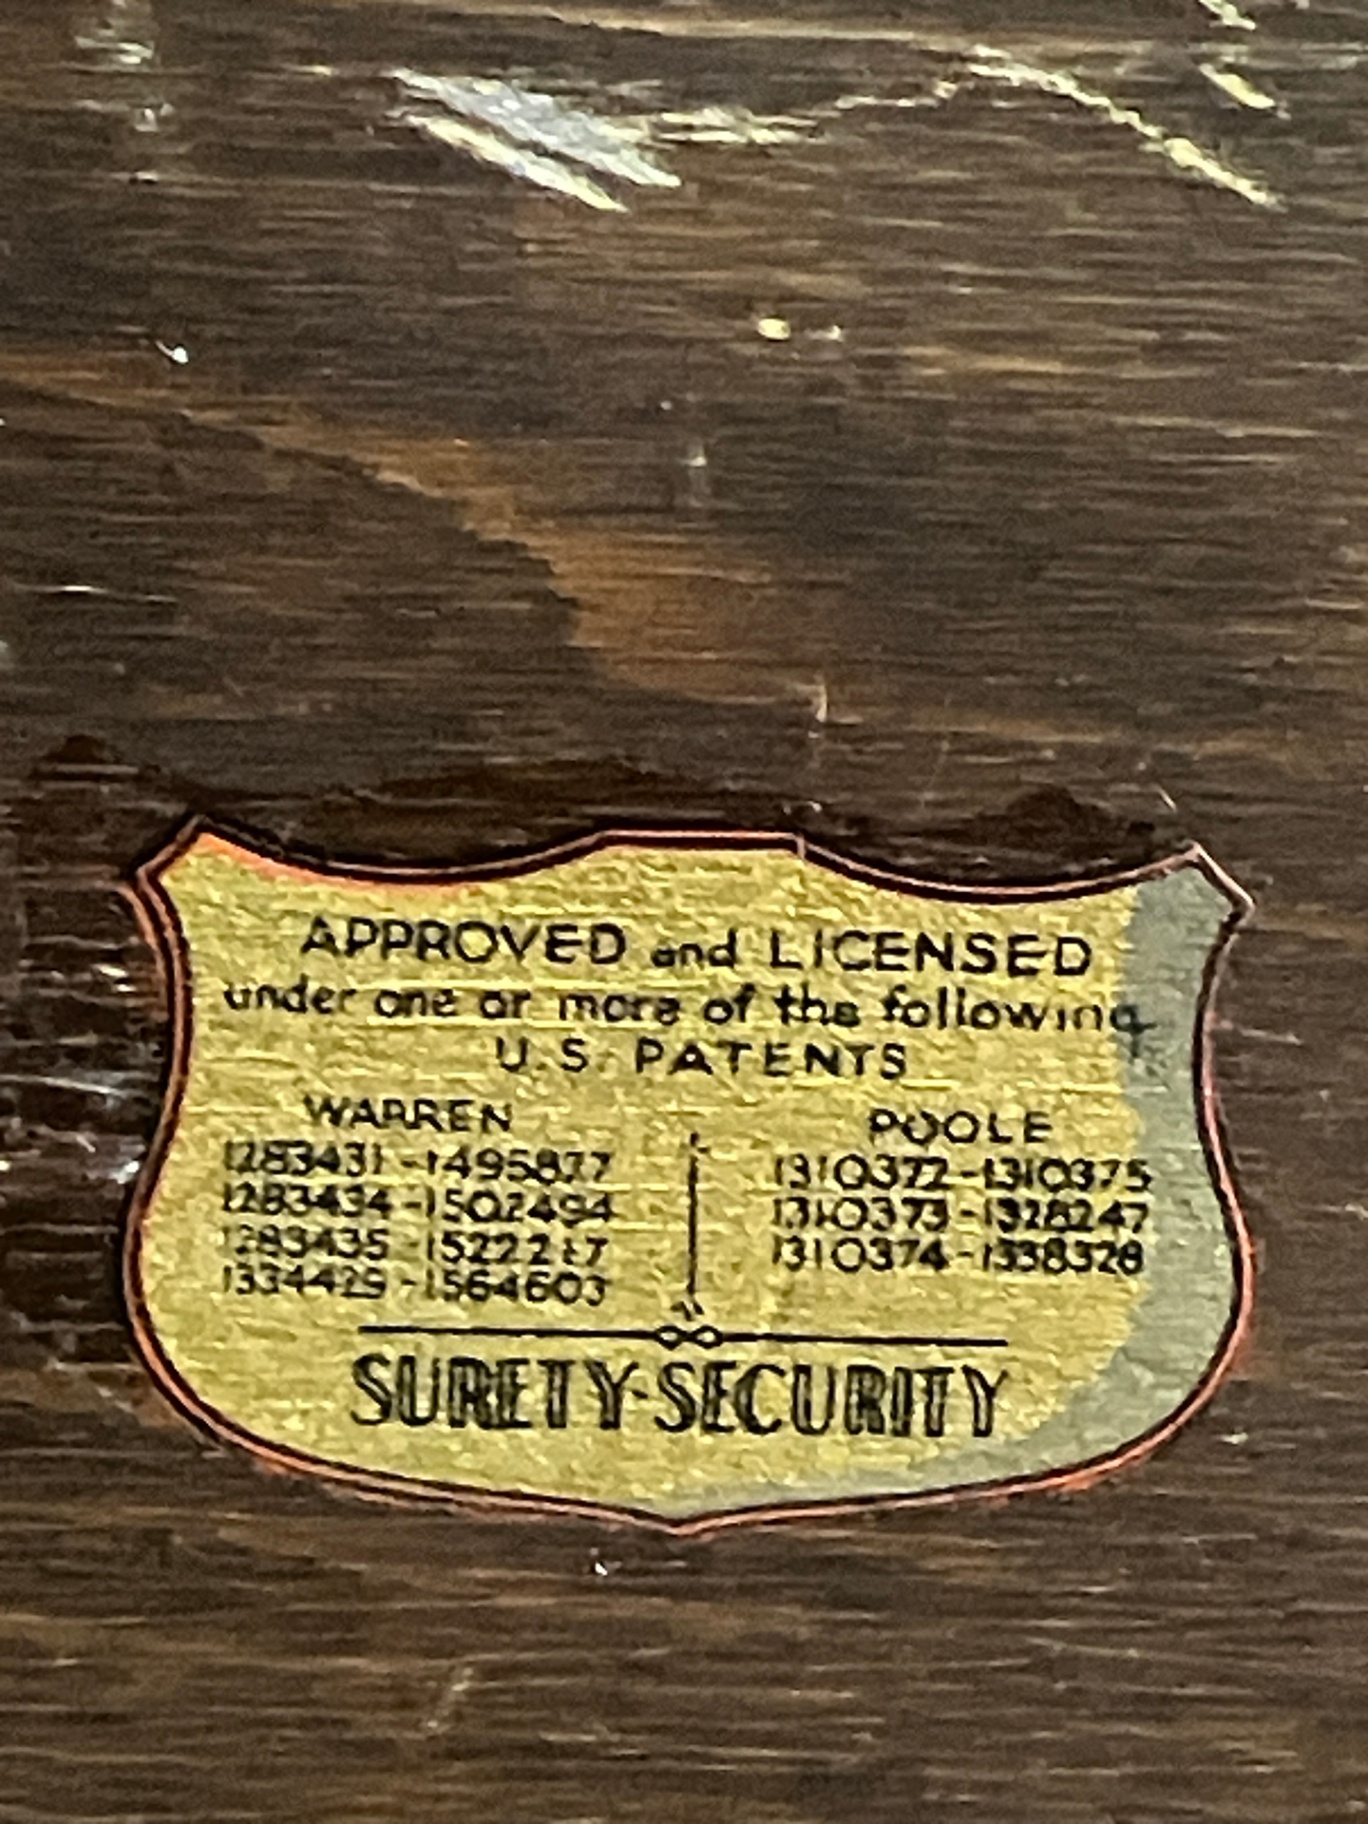 APPROVED and LICENSED
under one or more of the following
U.S. PATENTS
WARREN
1283431-1495877
1283434-1502494
1283435-1522217
1334429-1564603
POOLE
1310372-1310375
1310373-1328247
1310374-1338328
SURETY-SECURITY